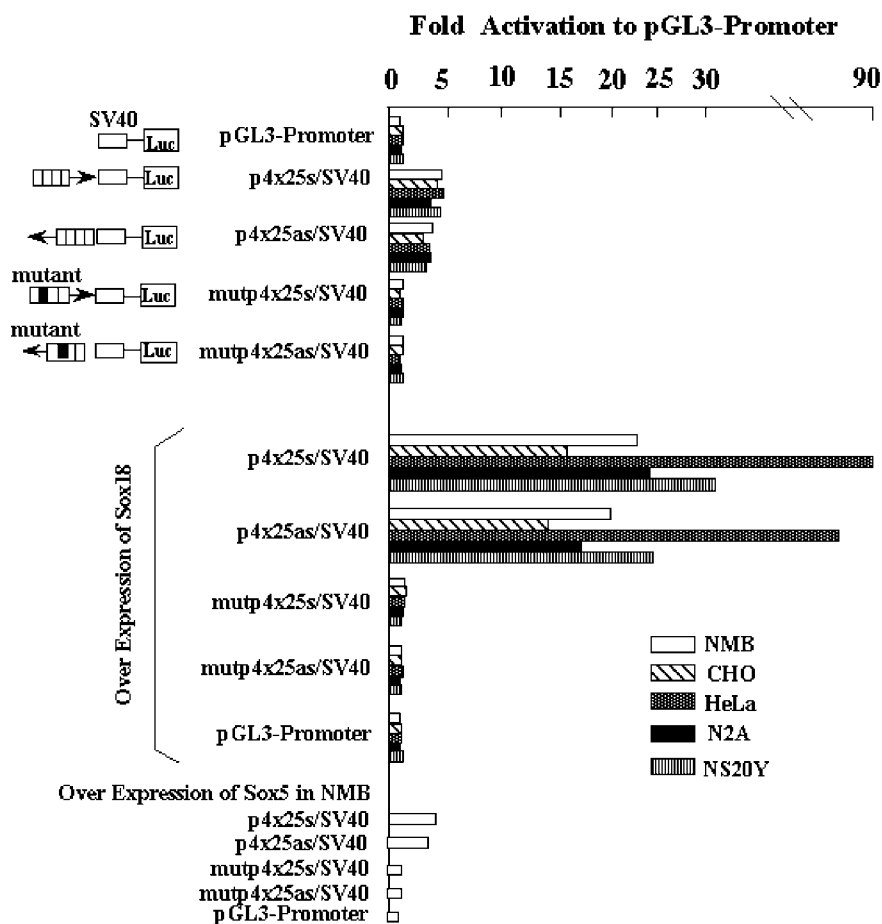 Fold Activation to pGL3-Promoter
0 5 10 15 20 25 30 90
SV40
Luc
pGL3-Promoter
Luc
p4x25s/SV40
Luc
p4x25as/SV40
mutant
Luc
mutp4x25s/SV40
mutant
Luc
mutp4x25as/SV40
Over Expression of Sox18
p4x25s/SV40
p4x25as/SV40
mutp4x25s/SV40
mutp4x25as/SV40
pGL3-Promoter
NMB
CHO
HeLa
N2A
NS20Y
Over Expression of Sox5 in NMB
p4x25s/SV40
p4x25as/SV40
mutp4x25s/SV40
mutp4x25as/SV40
pGL3-Promoter